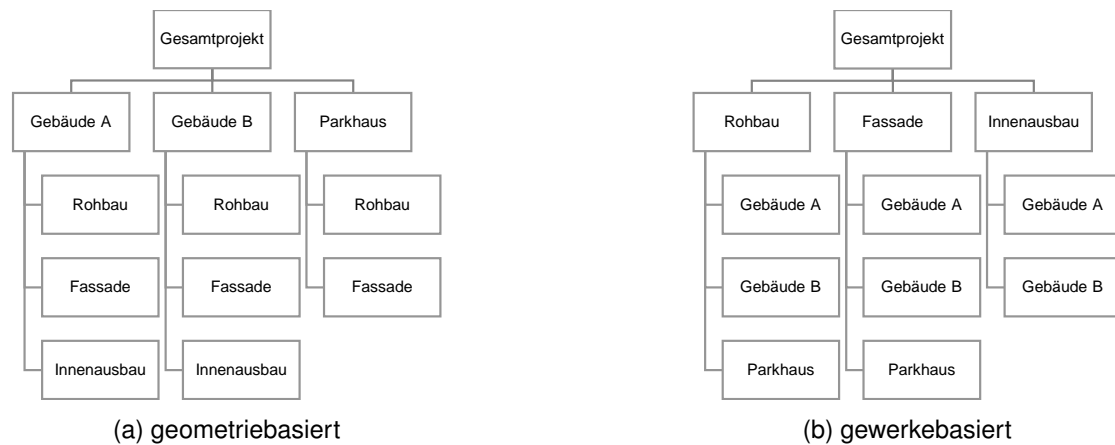 Gesamtprojekt
Gebäude A
Gebäude B
Parkhaus
Rohbau
Rohbau
Rohbau
Fassade
Fassade
Fassade
Innenausbau
Innenausbau
(a) geometriebasiert
Gesamtprojekt
Rohbau
Fassade
Innenausbau
Gebäude A
Gebäude A
Gebäude A
Gebäude B
Gebäude B
Gebäude B
Parkhaus
Parkhaus
(b) gewerkebasiert